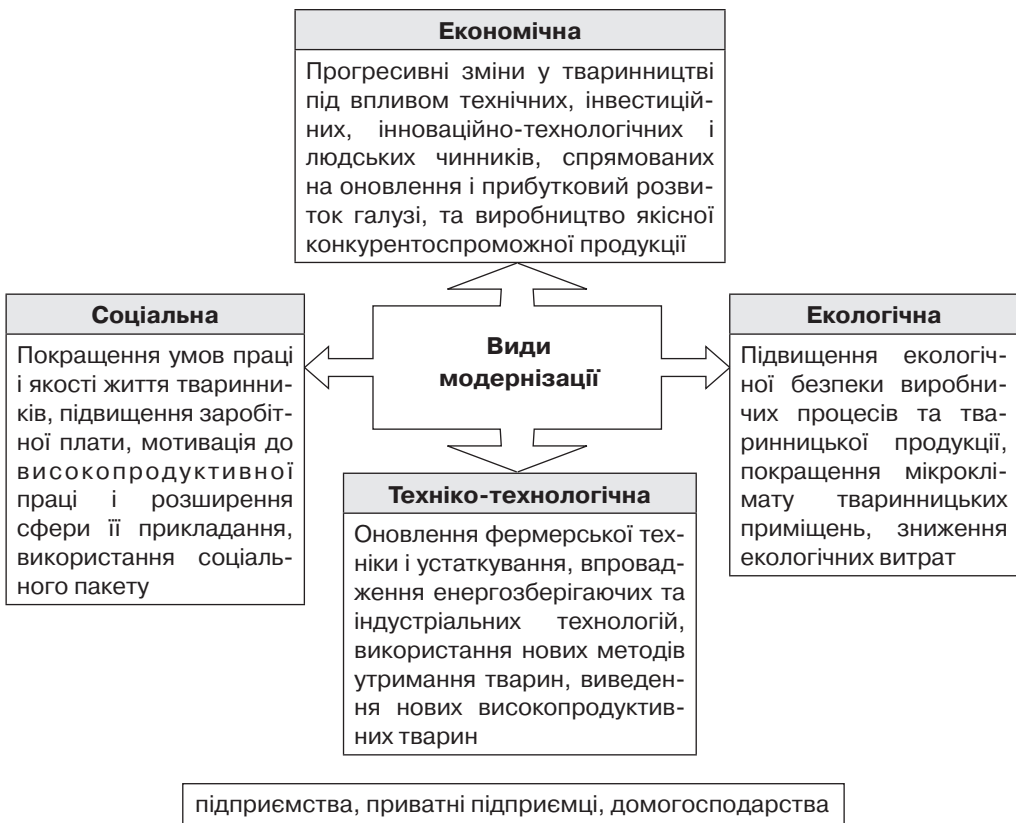 Економічна
Прогресивні зміни у тваринництві
під впливом технічних, інвестицій-
них, інноваційно-технологічних і
людських чинників, спрямованих
на оновлення і прибутковий розви-
ток галузі, та виробництво якісної
конкурентоспроможної продукції
Соціальна
Покращення умов праці
і якості життя тваринни-
ків, підвищення заробіт-
ної плати, мотивація до
високопродуктивної
праці і розширення
сфери її прикладання,
використання соціаль-
ного пакету
Види
модернізації
Екологічна
Підвищення екологіч-
ної безпеки виробни-
чих процесів та тва-
ринницької продукції,
покращення мікроклі-
мату тваринницьких
приміщень, зниження
екологічних витрат
Техніко-технологічна
Оновлення фермерської тех-
ніки і устаткування, впровад-
ження енергозберігаючих та
індустріальних технологій,
використання нових методів
утримання тварин, виведен-
ня нових високопродуктив-
них тварин
підприємства, приватні підприємці, домогосподарства